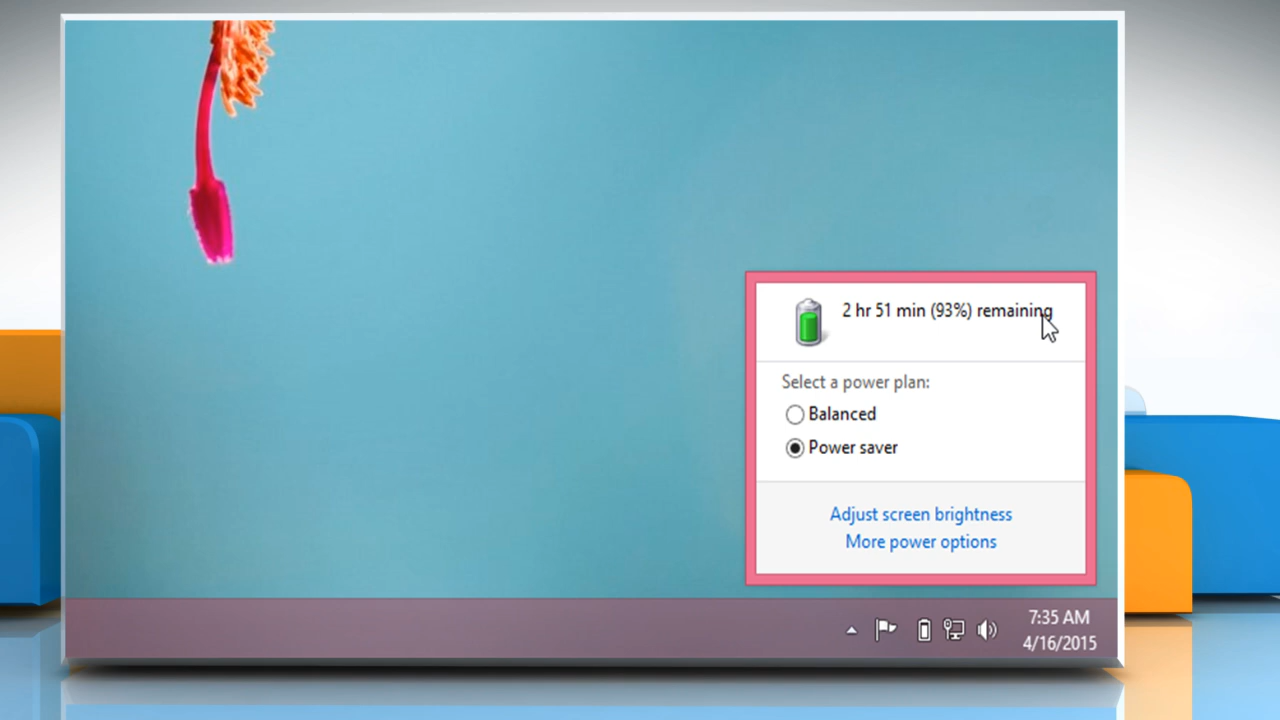 2 hr 51 min (93%) remaining
Select a power plan:
Balanced
Power saver
Adjust screen brightness
More power options
7:35 AM
4/16/2015